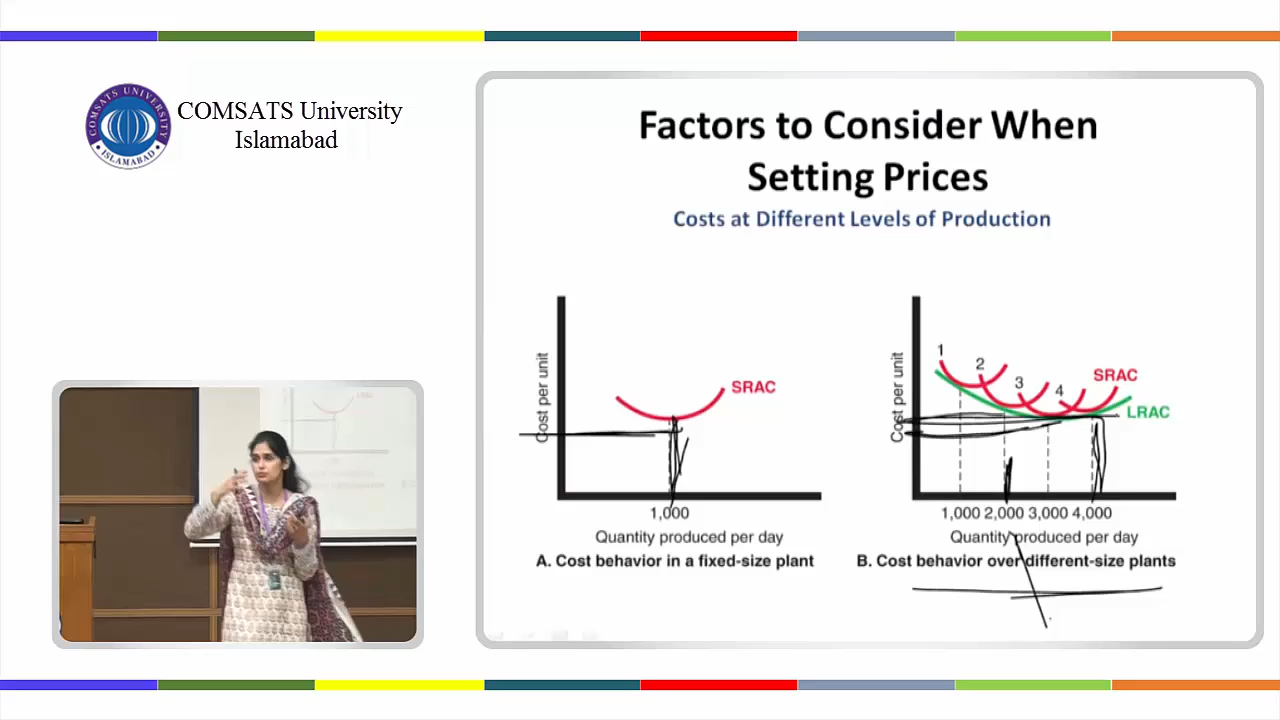 COMSATS University
Islamabad
COMSATS UNIVERSITY
• ISLAMABAD •
Factors to Consider When
Setting Prices
Costs at Different Levels of Production
Cost per unit
SRAC
1,000
Quantity produced per day
A. Cost behavior in a fixed-size plant
Cost per unit
1
2
3
4
SRAC
LRAC
1,000 2,000 3,000 4,000
Quantity produced per day
B. Cost behavior over different-size plants